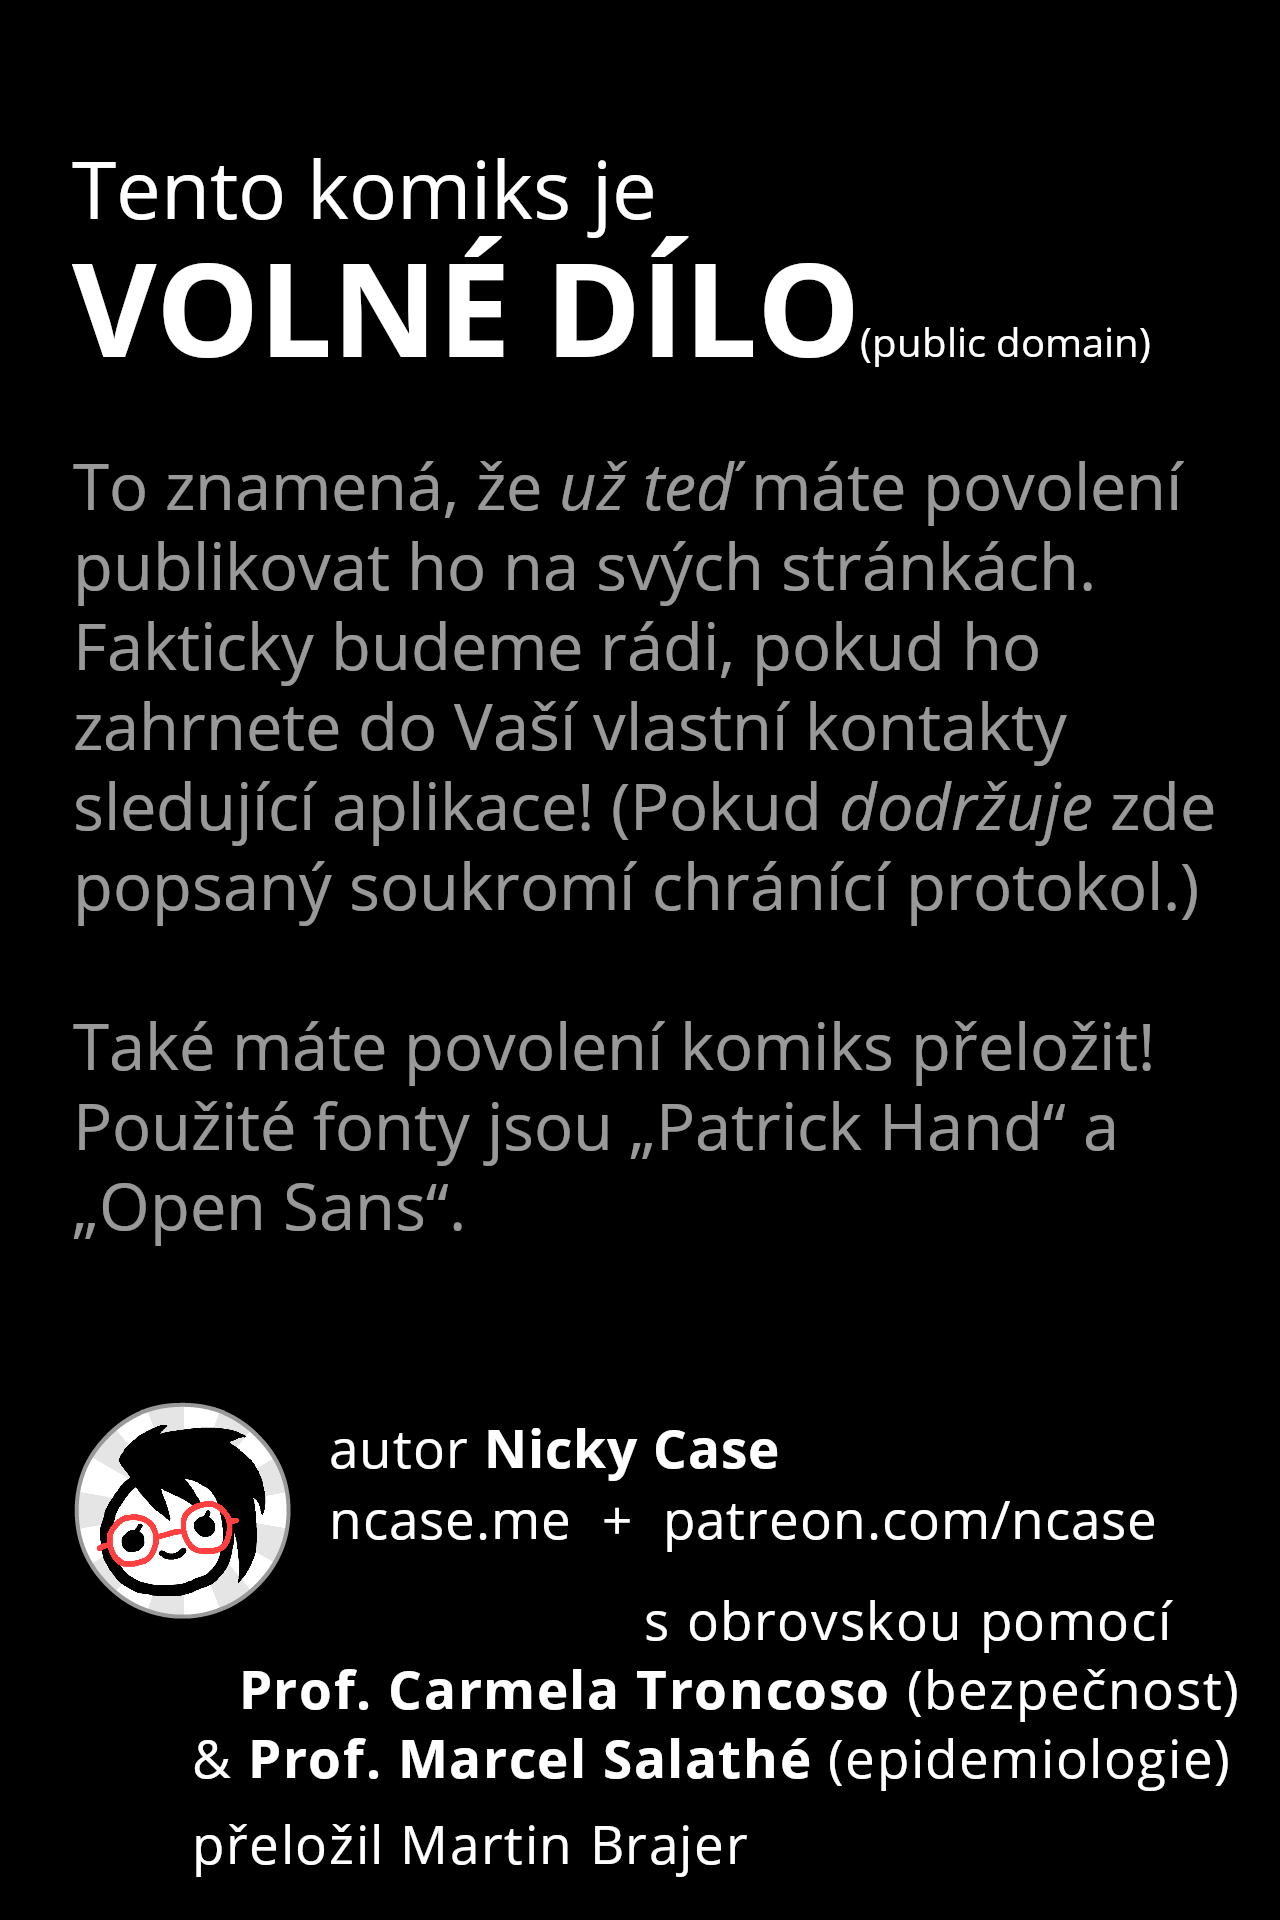 Tento komiks je
VOLNÉ DÍLO (public domain)
To znamená, že už teď máte povolení
publikovat ho na svých stránkách.
Fakticky budeme rádi, pokud ho
zahrnete do Vaší vlastní kontakty
sledující aplikace! (Pokud dodržuje zde
popsaný soukromí chránící protokol.)
Také máte povolení komiks přeložit!
Použité fonty jsou „Patrick Hand“ a
„Open Sans“.
autor Nicky Case
ncase.me + patreon.com/ncase
s obrovskou pomocí
Prof. Carmela Troncoso (bezpečnost)
& Prof. Marcel Salathé (epidemiologie)
přeložil Martin Brajer